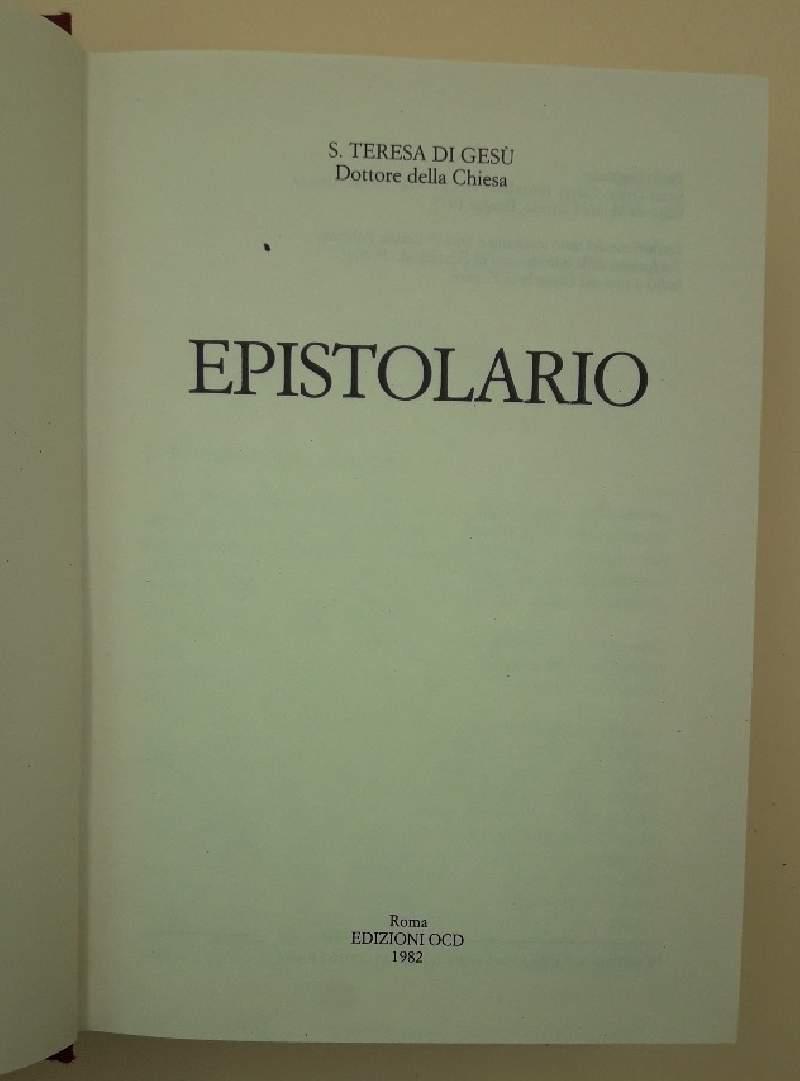 S. TERESA DI GESÙ
Dottore della Chiesa
EPISTOLARIO
Roma
EDIZIONI OCD
1982